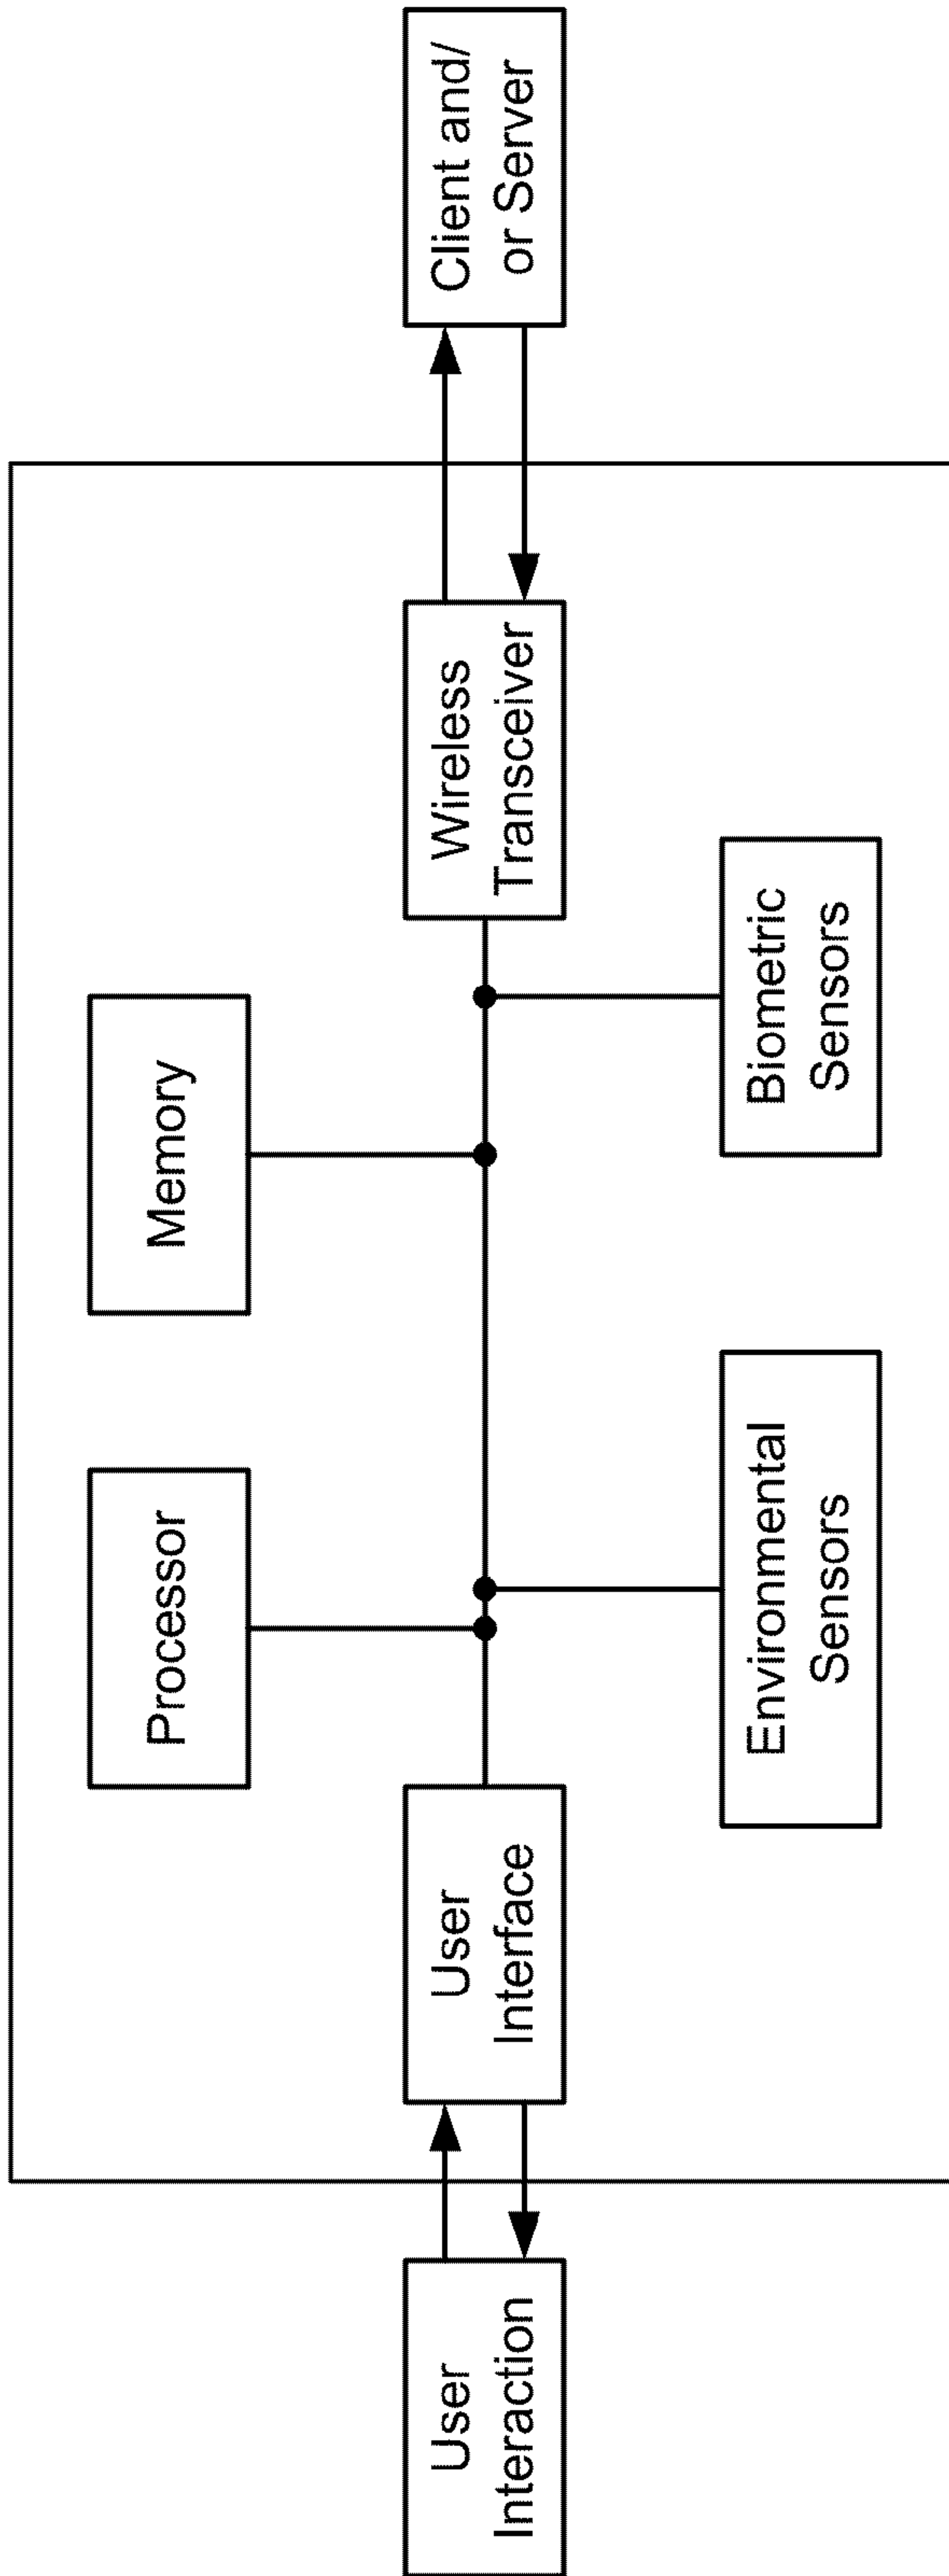 Processor
Memory
User
Interaction
User
Interface
Wireless
Transceiver
Client and/
or Server
Environmental
Sensors
Biometric
Sensors